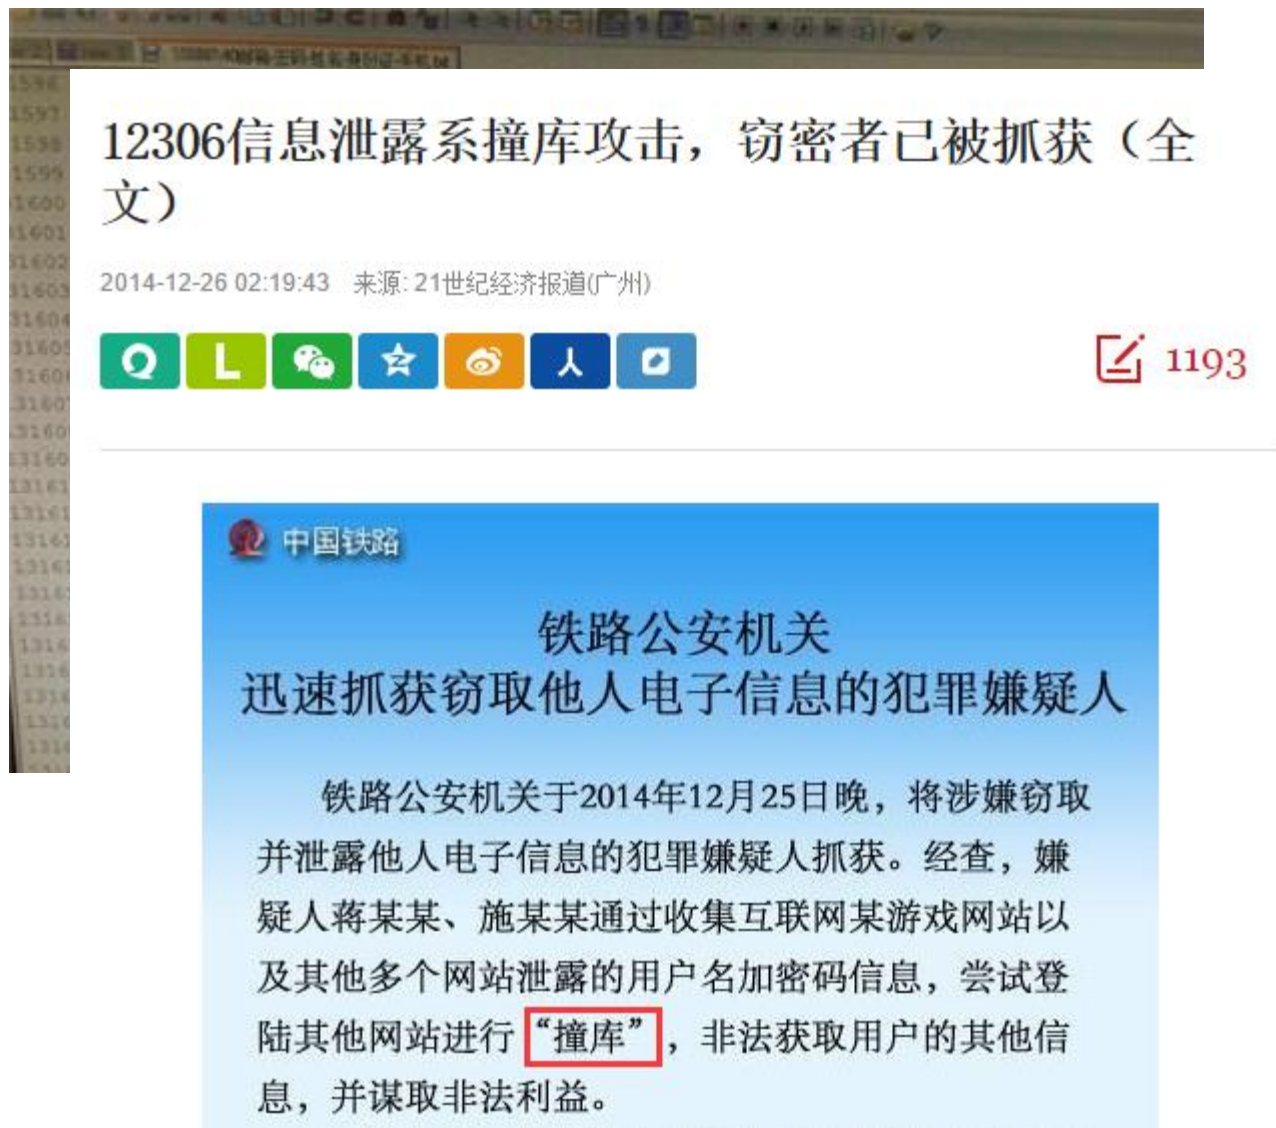 1596
1597
1598
1599
12306信息泄露系撞库攻击，窃密者已被抓获（全
文）
2014-12-26 02:19:43 来源: 21世纪经济报道(广州)
1193
中国铁路
铁路公安机关
迅速抓获窃取他人电子信息的犯罪嫌疑人
铁路公安机关于2014年12月25日晚，将涉嫌窃取
并泄露他人电子信息的犯罪嫌疑人抓获。经查，嫌
疑人蒋某某、施某某通过收集互联网某游戏网站以
及其他多个网站泄露的用户名加密码信息，尝试登
陆其他网站进行“撞库”，非法获取用户的其他信
息，并谋取非法利益。